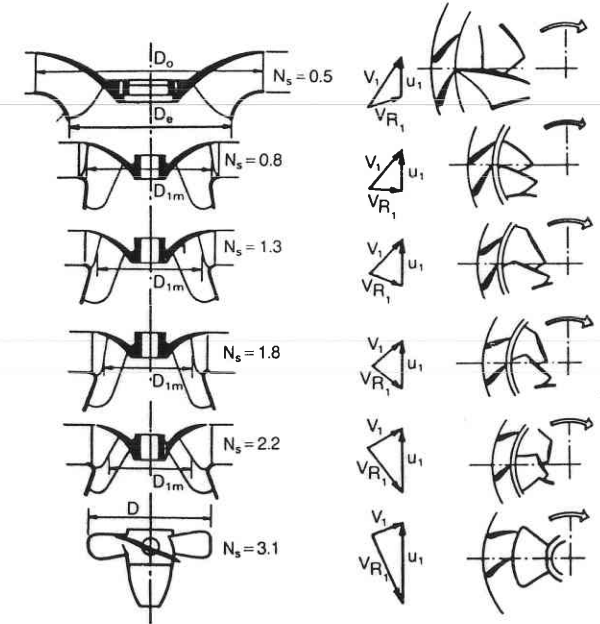 Dₒ
Nₛ = 0.5
V₁
u₁
Dₑ
V_R₁
Nₛ = 0.8
V₁
u₁
D₁ₘ
V_R₁
Nₛ = 1.3
V₁
u₁
D₁ₘ
V_R₁
Nₛ = 1.8
V₁
u₁
D₁ₘ
V_R₁
Nₛ = 2.2
V₁
u₁
D₁ₘ
V_R₁
D
V₁
Nₛ = 3.1
u₁
V_R₁